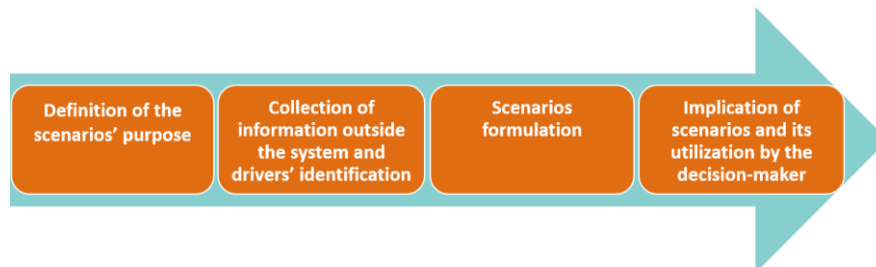 Definition of the
scenarios' purpose
Collection of
information outside
the system and
drivers' identification
Scenarios
formulation
Implication of
scenarios and its
utilization by the
decision-maker